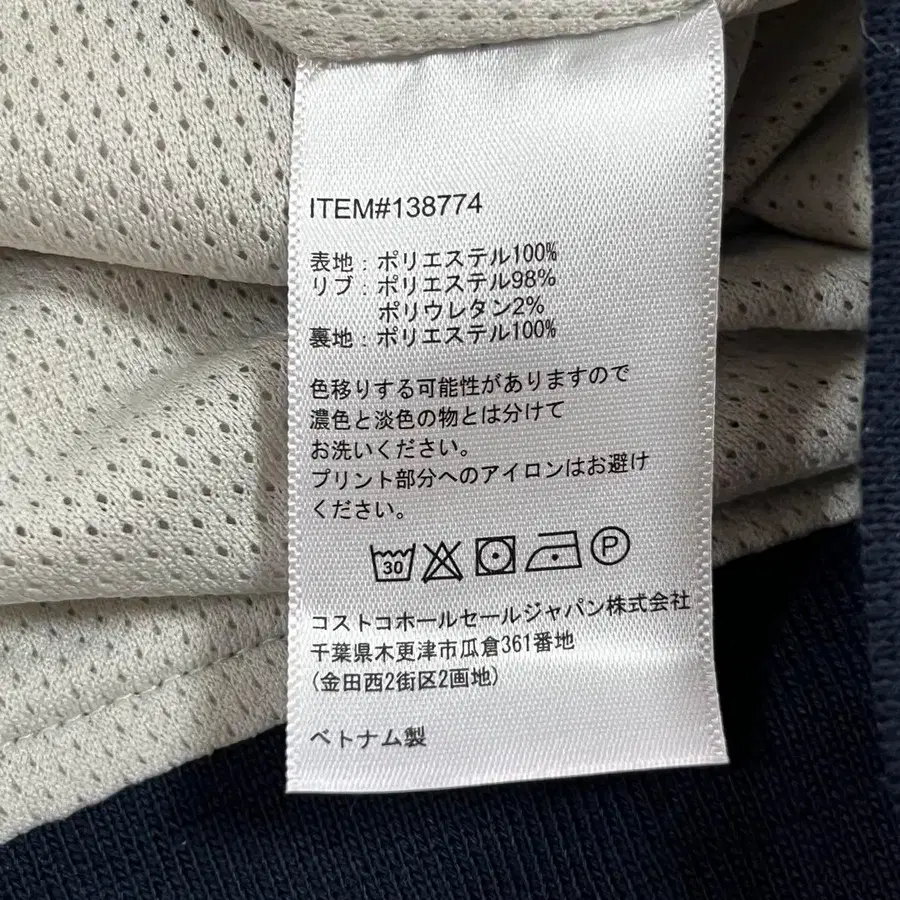 ITEM#138774
表地：ポリエステル100%
リブ：ポリエステル98%
ポリウレタン2%
裏地：ポリエステル100%
色移りする可能性がありますので
濃色と淡色の物とは分けて
お洗いください。
プリント部分へのアイロンはお避け
ください。
30
P
コストコホールセールジャパン株式会社
千葉県木更津市瓜倉361番地
(金田西2街区2画地)
ベトナム製